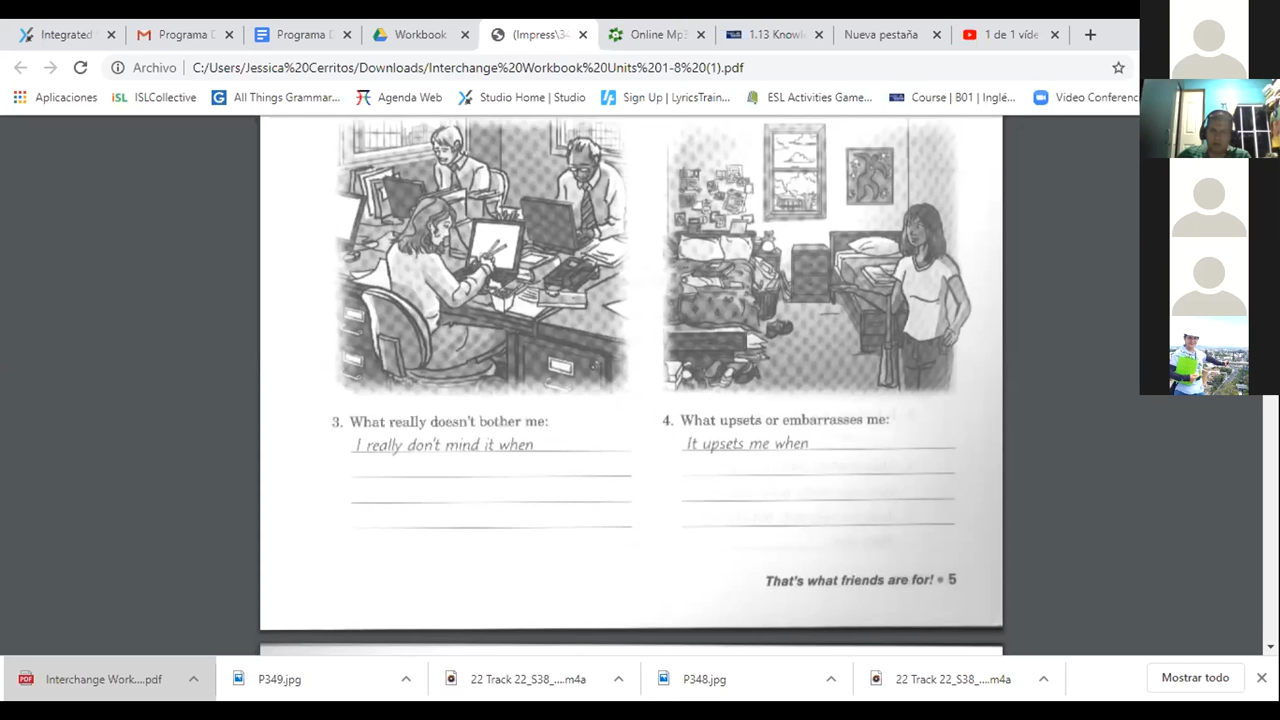 Integrated
Programa D
Programa D
Workbook
(Impress\34
Online Mp3
1.13 Knowl
Nueva pestaña
1 de 1 víde
Archivo
C:/Users/Jessica%20Cerritos/Downloads/Interchange%20Workbook%20Units%201-8%20(1).pdf
Aplicaciones
iSL ISLCollective
All Things Grammar...
Agenda Web
Studio Home | Studio
Sign Up | LyricsTrain...
ESL Activities Game...
Course | B01 | Inglé...
Video Conferenc
3. What really doesn't bother me:
I really don't mind it when
4. What upsets or embarrasses me:
It upsets me when
That's what friends are for! • 5
Interchange Work....pdf
P349.jpg
22 Track 22_S38_....m4a
P348.jpg
22 Track 22_S38_....m4a
Mostrar todo